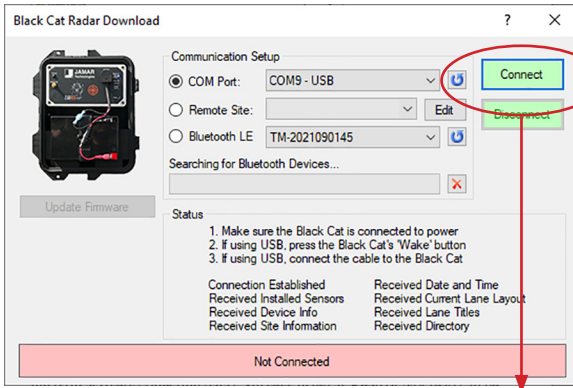 Black Cat Radar Download
?
JAMAR
Technologies
Communication Setup
COM Port: COM9 - USB
Connect
Remote Site:
Edit
Disconnect
Bluetooth LE TM-2021090145
Searching for Bluetooth Devices...
Update Firmware
Status
1. Make sure the Black Cat is connected to power
2. If using USB, press the Black Cat's 'Wake' button
3. If using USB, connect the cable to the Black Cat
Connection Established Received Date and Time
Received Installed Sensors Received Current Lane Layout
Received Device Info Received Lane Titles
Received Site Information Received Directory
Not Connected